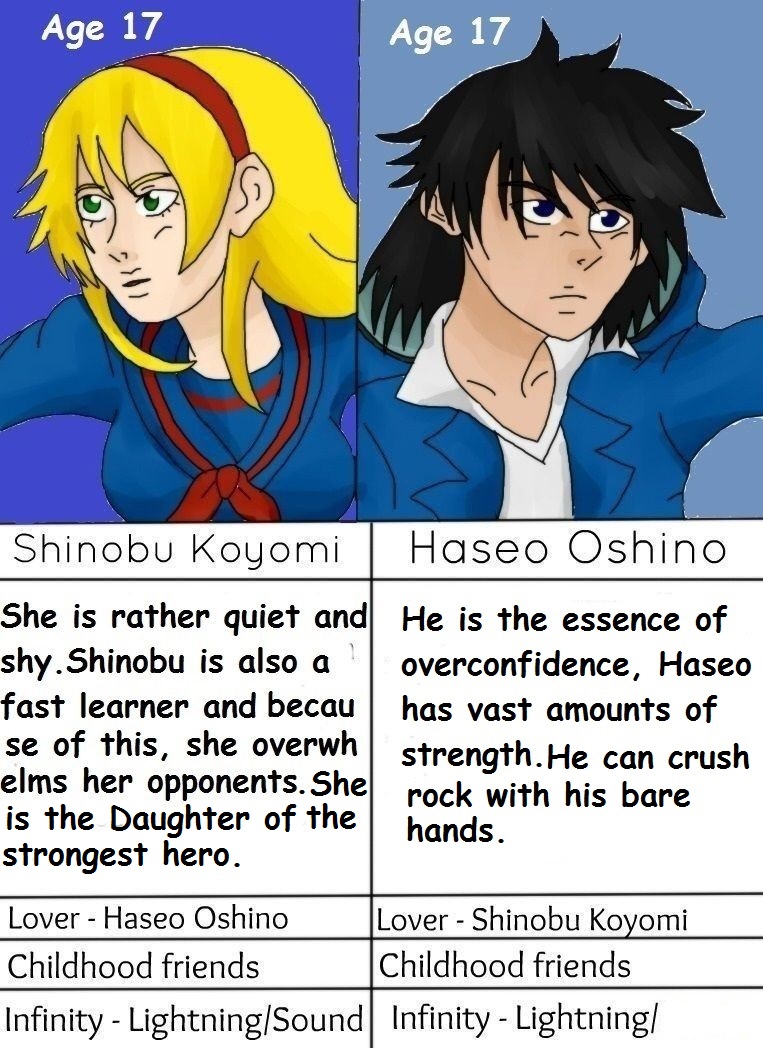 Age 17
Age 17
Shinobu Koyomi
Haseo Oshino
She is rather quiet and
shy.Shinobu is also a
fast learner and becau
se of this, she overwh
elms her opponents.She
is the Daughter of the
strongest hero.
He is the essence of
overconfidence, Haseo
has vast amounts of
strength.He can crush
rock with his bare
hands.
Lover - Haseo Oshino
Lover - Shinobu Koyomi
Childhood friends
Childhood friends
Infinity - Lightning/Sound
Infinity - Lightning/